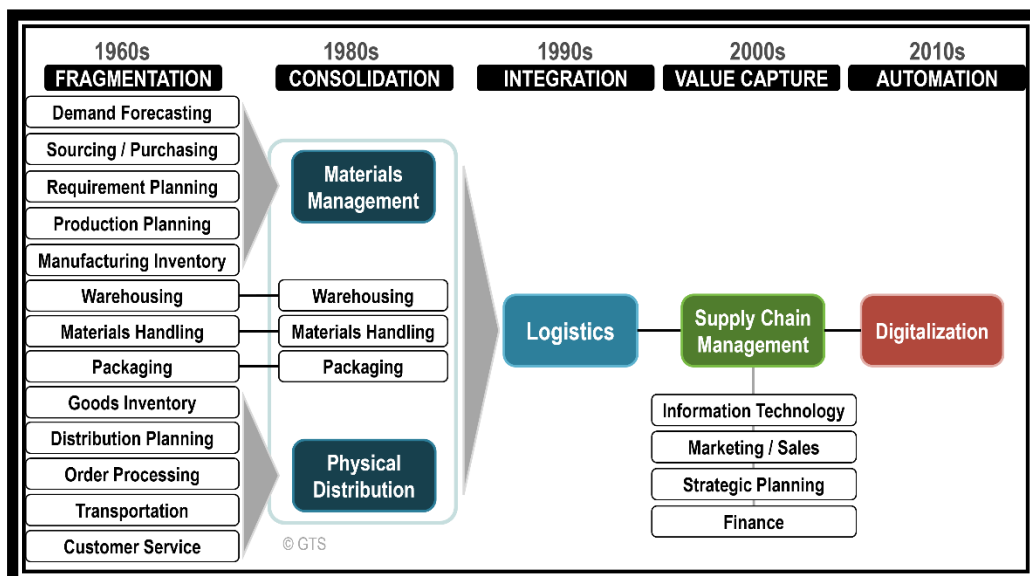 1960s
FRAGMENTATION
Demand Forecasting
Sourcing / Purchasing
Requirement Planning
Production Planning
Manufacturing Inventory
Warehousing
Materials Handling
Packaging
Goods Inventory
Distribution Planning
Order Processing
Transportation
Customer Service
1980s
CONSOLIDATION
Materials
Management
Warehousing
Materials Handling
Packaging
Physical
Distribution
© GTS
1990s
INTEGRATION
Logistics
2000s
VALUE CAPTURE
Supply Chain
Management
Information Technology
Marketing / Sales
Strategic Planning
Finance
2010s
AUTOMATION
Digitalization